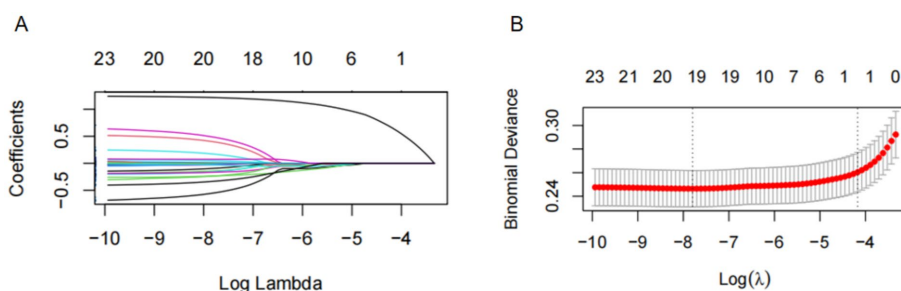 A
23 20 20 18 10 6 1
Coefficients
0.5
-0.5
-10 -9 -8 -7 -6 -5 -4
Log Lambda
B
23 21 20 19 19 10 7 6 1 1 0
Binomial Deviance
0.30
0.24
-10 -9 -8 -7 -6 -5 -4
Log(λ)